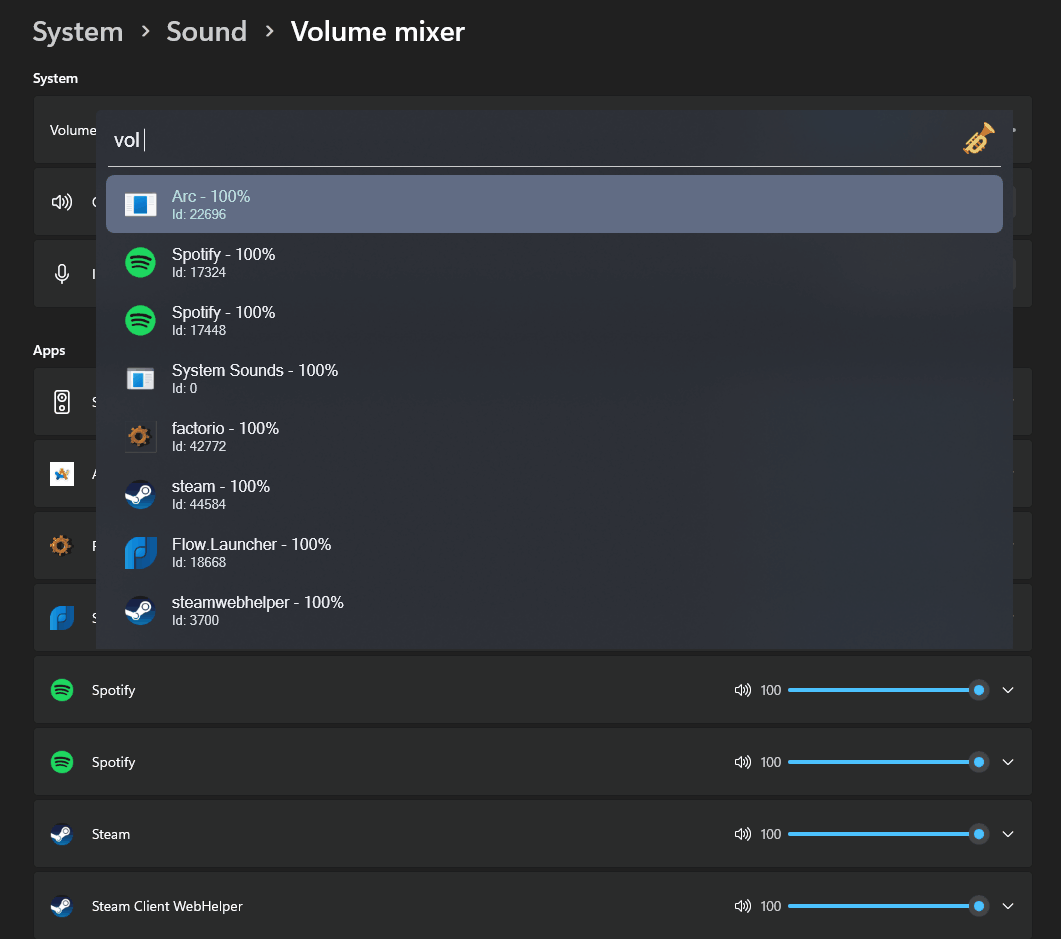 System > Sound > Volume mixer
System
Volume
vol
Arc - 100%
Id: 22696
Spotify - 100%
Id: 17324
Spotify - 100%
Id: 17448
System Sounds - 100%
Id: 0
Apps
factorio - 100%
Id: 42772
steam - 100%
Id: 44584
Flow.Launcher - 100%
Id: 18668
steamwebhelper - 100%
Id: 3700
Spotify 100
Spotify 100
Steam 100
Steam Client WebHelper 100